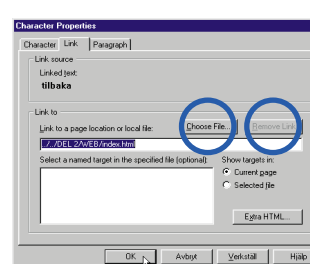 Character Properties
Character Link Paragraph
Link source
Linked text:
tilbaka
Link to
Link to a page location or local file: Choose File... Remove Link
../../DEL 2/WEB/index.html
Select a named target in the specified file (optional): Show targets in:
Current page
Selected file
Extra HTML...
OK Avbryt Verkställ Hjälp